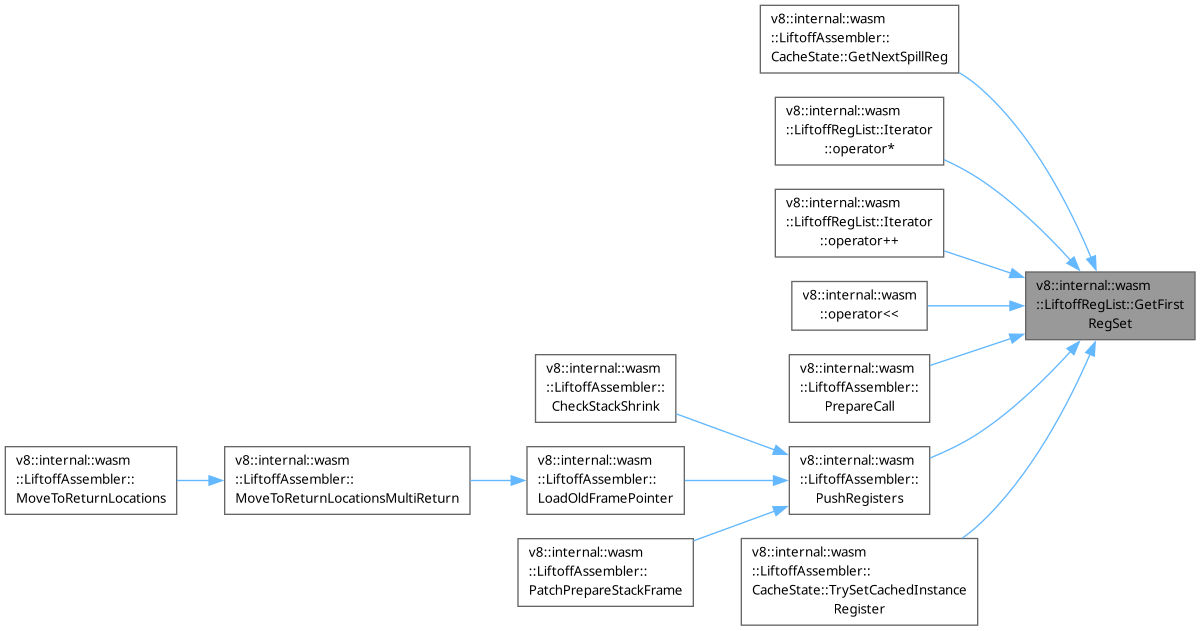 v8::internal::wasm
::LiftoffAssembler::
CacheState::GetNextSpillReg
v8::internal::wasm
::LiftoffRegList::Iterator
::operator*
v8::internal::wasm
::LiftoffRegList::Iterator
::operator++
v8::internal::wasm
::LiftoffRegList::GetFirst
RegSet
v8::internal::wasm
::operator<<
v8::internal::wasm
::LiftoffAssembler::
CheckStackShrink
v8::internal::wasm
::LiftoffAssembler::
PrepareCall
v8::internal::wasm
::LiftoffAssembler::
MoveToReturnLocations
v8::internal::wasm
::LiftoffAssembler::
MoveToReturnLocationsMultiReturn
v8::internal::wasm
::LiftoffAssembler::
LoadOldFramePointer
v8::internal::wasm
::LiftoffAssembler::
PushRegisters
v8::internal::wasm
::LiftoffAssembler::
PatchPrepareStackFrame
v8::internal::wasm
::LiftoffAssembler::
CacheState::TrySetCachedInstance
Register